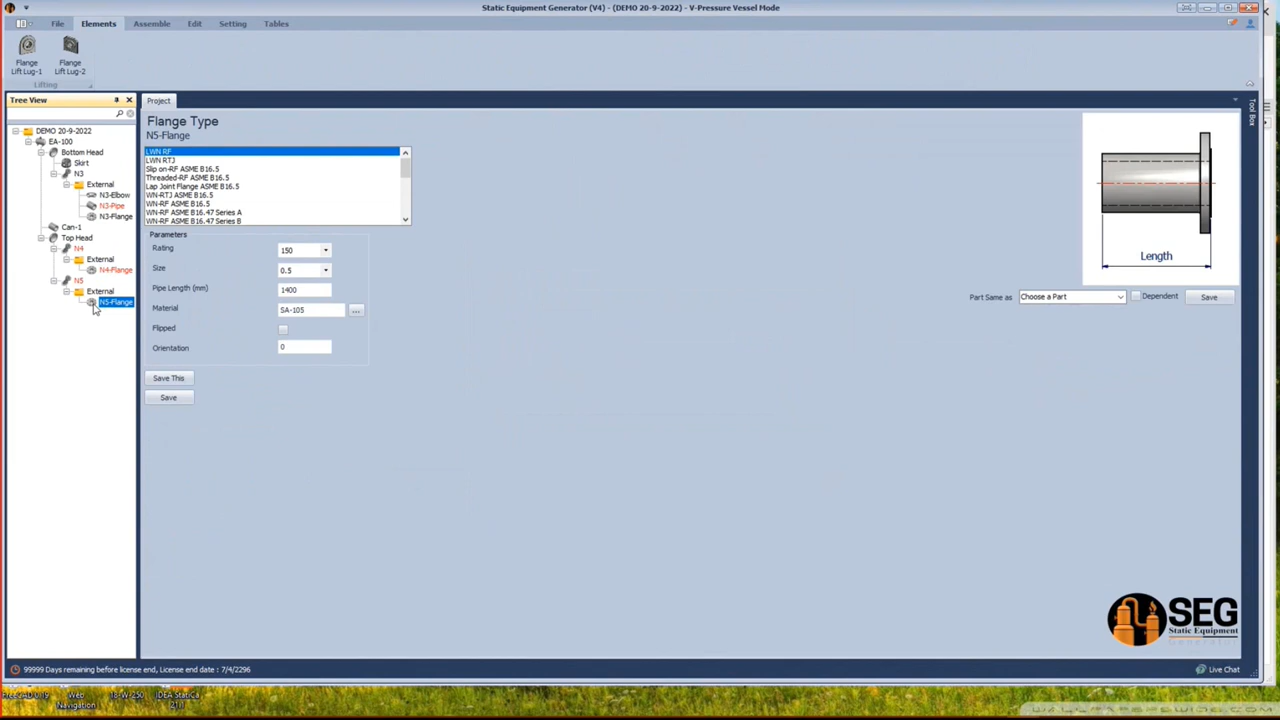 Static Equipment Generator (V4) - (DEMO 20-9-2022) - V-Pressure Vessel Mode
File Elements Assemble Edit Setting Tables
Flange Lift Lug-1
Flange Lift Lug-2
Lifting
Tree View
Project
Tool Box
DEMO 20-9-2022
EA-100
Bottom Head
Skirt
N3
External
N3-Elbow
N3-Pipe
N3-Flange
Can-1
Top Head
N4
External
N4-Flange
N5
External
N5-Flange
Flange Type
N5-Flange
LWN RF
LWN RTJ
Slip on-RF ASME B16.5
Threaded-RF ASME B16.5
Lap Joint Flange ASME B16.5
WN-RTJ ASME B16.5
WN-RF ASME B16.5
WN-RF ASME B16.47 Series A
WN-RF ASME B16.47 Series B
Parameters
Rating 150
Size 0.5
Pipe Length (mm) 1400
Material SA-105 ...
Flipped
Orientation 0
Save This
Save
Length
Part Same as Choose a Part Dependent Save
SEG
Static Equipment
Generator
99999 Days remaining before license end, License end date : 7/4/2296
Live Chat
Web Navigation
IDEA StatiCa